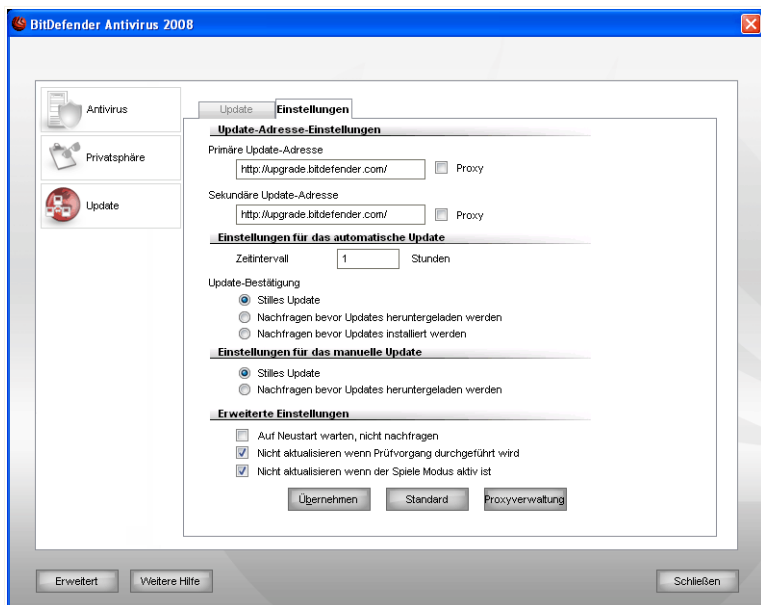 BitDefender Antivirus 2008
Antivirus
Privatsphäre
Update
Update
Einstellungen
Update-Adresse-Einstellungen
Primäre Update-Adresse
http://upgrade.bitdefender.com/
Proxy
Sekundäre Update-Adresse
http://upgrade.bitdefender.com/
Proxy
Einstellungen für das automatische Update
Zeitintervall 1 Stunden
Update-Bestätigung
Stilles Update
Nachfragen bevor Updates heruntergeladen werden
Nachfragen bevor Updates installiert werden
Einstellungen für das manuelle Update
Stilles Update
Nachfragen bevor Updates heruntergeladen werden
Erweiterte Einstellungen
Auf Neustart warten, nicht nachfragen
Nicht aktualisieren wenn Prüfvorgang durchgeführt wird
Nicht aktualisieren wenn der Spiele Modus aktiv ist
Übernehmen
Standard
Proxyverwaltung
Erweitert
Weitere Hilfe
Schließen